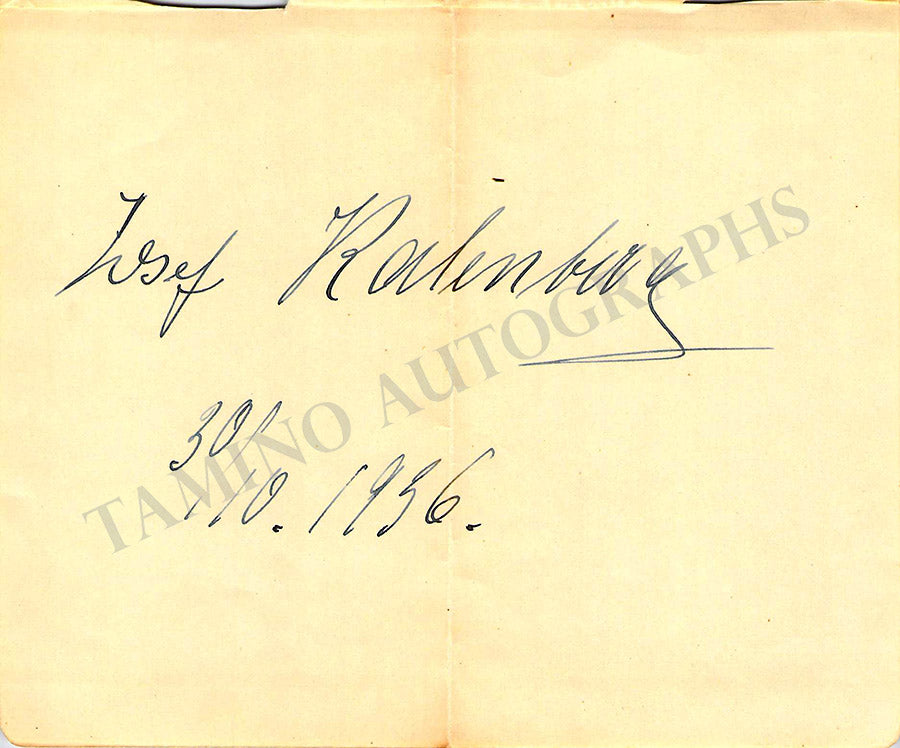 Josef Kalenberg
30/10. 1936.
TAMINO AUTOGRAPHS